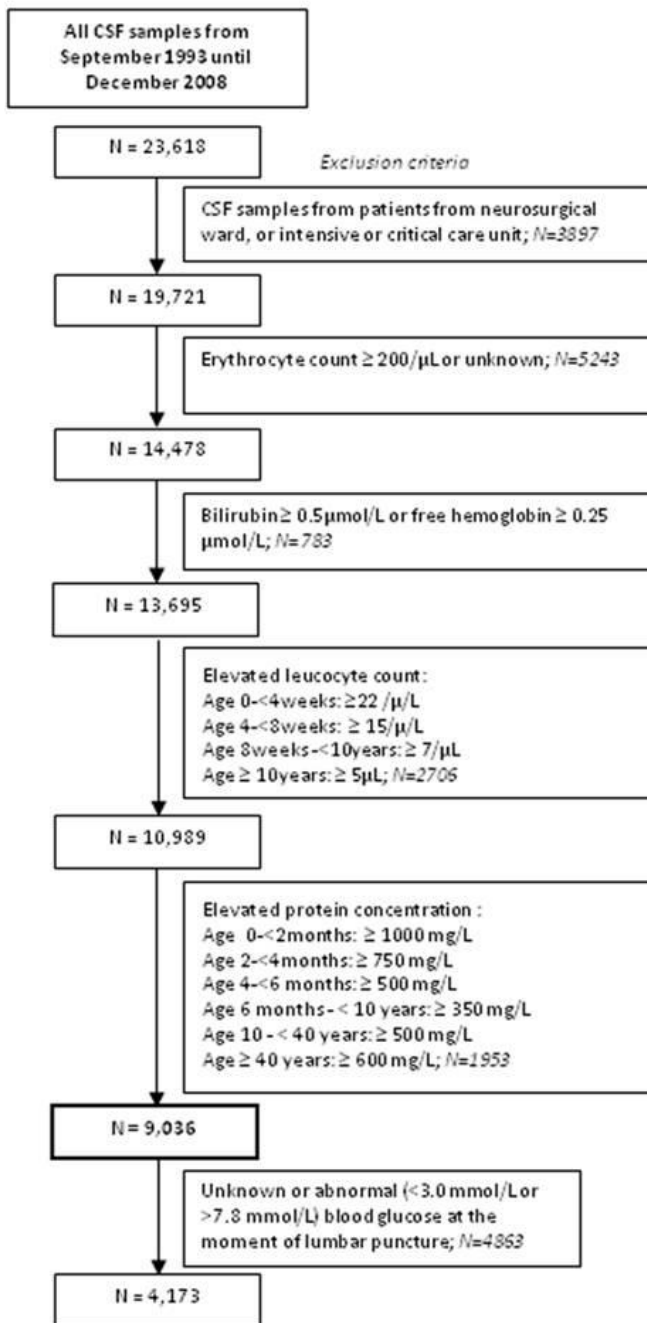 All CSF samples from
September 1993 until
December 2008
N = 23,618
Exclusion criteria
CSF samples from patients from neurosurgical
ward, or intensive or critical care unit; N=3897
N = 19,721
Erythrocyte count ≥ 200/µL or unknown; N=5243
N = 14,478
Bilirubin ≥ 0.5µmol/L or free hemoglobin ≥ 0.25
µmol/L; N=783
N = 13,695
Elevated leucocyte count:
Age 0-<4weeks: ≥22 /µ/L
Age 4-<8weeks: ≥ 15/µ/L
Age 8weeks-<10years: ≥ 7/µL
Age ≥ 10years: ≥ 5µL; N=2706
N = 10,989
Elevated protein concentration :
Age 0-<2months: ≥ 1000 mg/L
Age 2-<4months: ≥ 750 mg/L
Age 4-<6 months: ≥ 500 mg/L
Age 6 months- < 10 years: ≥ 350 mg/L
Age 10 - < 40 years: ≥ 500 mg/L
Age ≥ 40 years: ≥ 600 mg/L; N=1953
N = 9,036
Unknown or abnormal (<3.0 mmol/L or
>7.8 mmol/L) blood glucose at the
moment of lumbar puncture; N=4863
N = 4,173